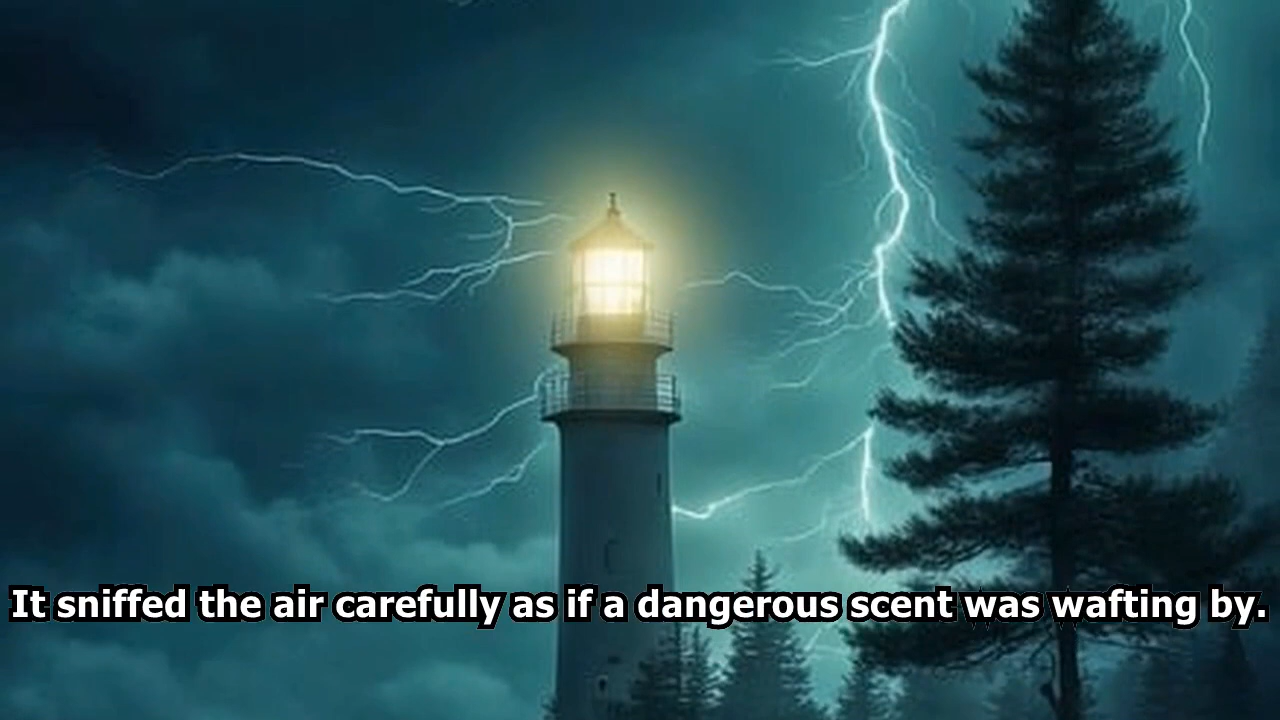 It sniffed the air carefully as if a dangerous scent was wafting by.